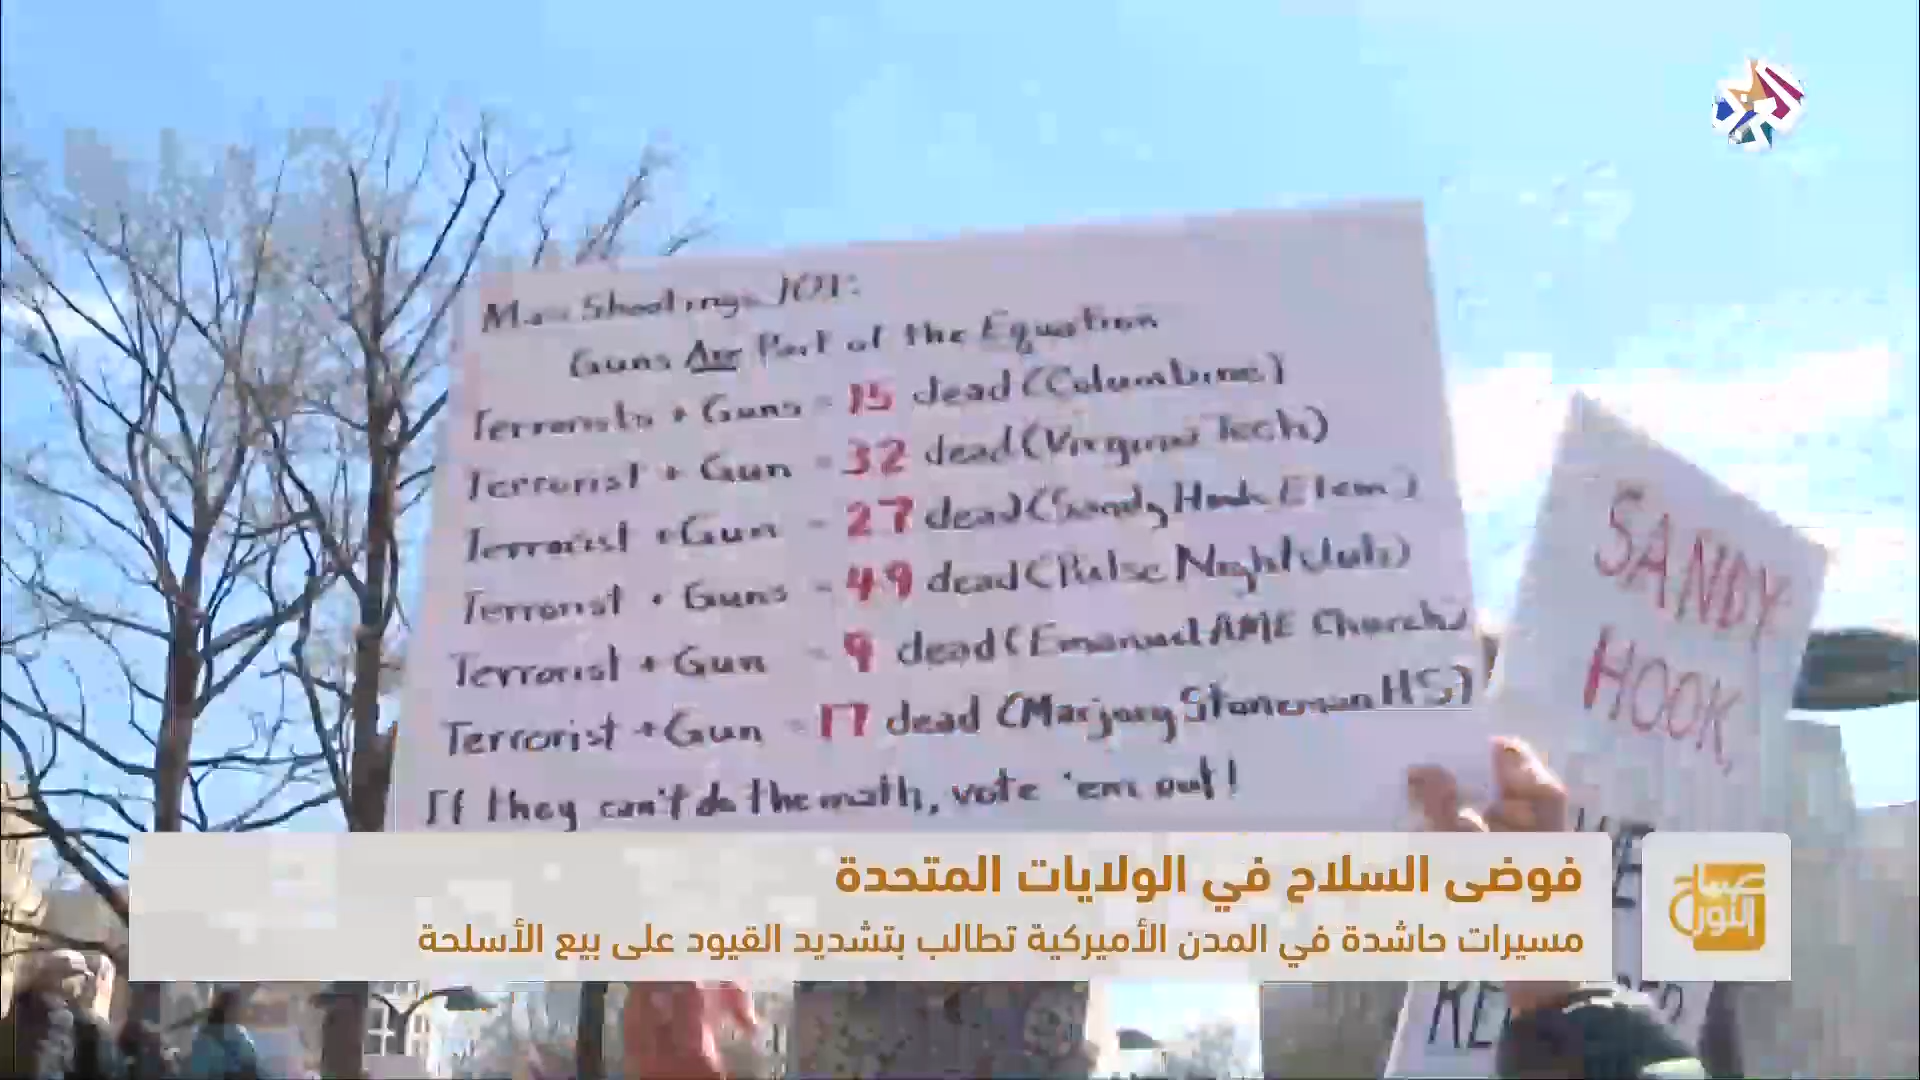 Mass Shootings 101:
Guns Are Part of the Equation
Terrorists + Guns = 15 dead (Columbine)
Terrorist + Gun = 32 dead (Virginia Tech)
Terrorist + Gun = 27 dead (Sandy Hook Elem)
Terrorist + Guns = 49 dead (Pulse Nightclub)
Terrorist + Gun = 9 dead (Emanuel AME Church)
Terrorist + Gun = 17 dead (Marjory Stoneman HS)
If they can't do the math, vote 'em out!
SANDY
HOOK,
فوضى السلاح في الولايات المتحدة
مسيرات حاشدة في المدن الأميركية تطالب بتشديد القيود على بيع الأسلحة
صباح
النور